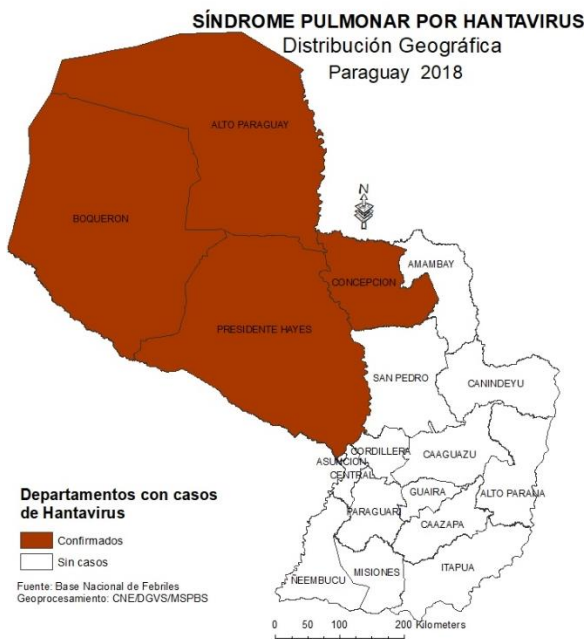 SÍNDROME PULMONAR POR HANTAVIRUS
Distribución Geográfica
Paraguay 2018
ALTO PARAGUAY
N
BOQUERON
AMAMBAY
CONCEPCION
PRESIDENTE HAYES
SAN PEDRO
CANINDEYU
CORDILLERA
ASUNCION
CENTRAL
CAAGUAZU
GUAIRA
ALTO PARANA
PARAGUARI
CAAZAPA
ÑEEMBUCU
MISIONES
ITAPUA
Departamentos con casos
de Hantavirus
Confirmados
Sin casos
Fuente: Base Nacional de Febriles
Geoprocesamiento: CNE/DGVS/MSPBS
0 50 100 200 Kilometers